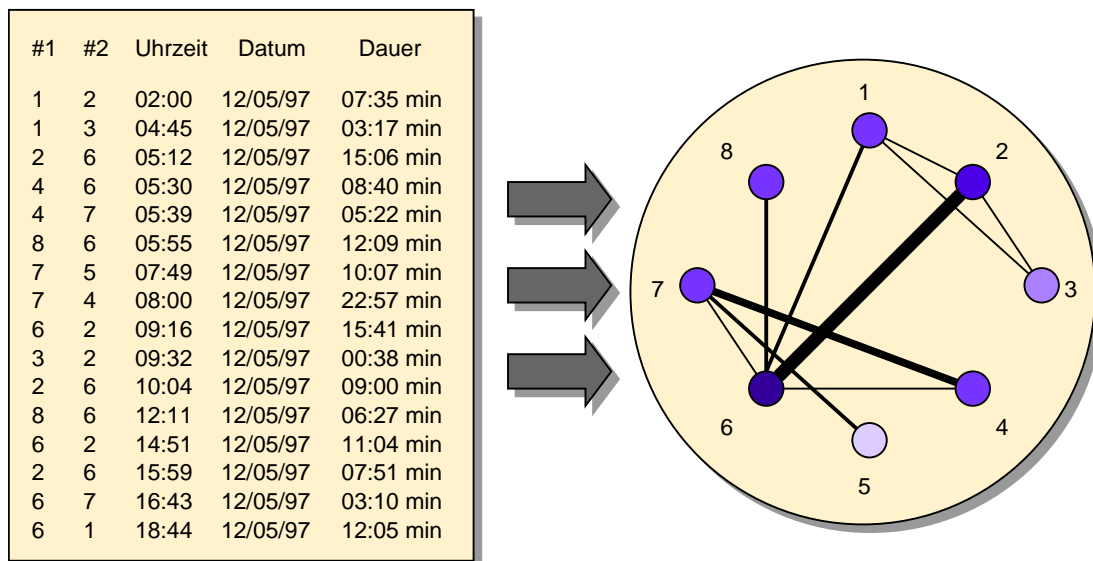 #1 #2 Uhrzeit Datum Dauer
1 2 02:00 12/05/97 07:35 min
1 3 04:45 12/05/97 03:17 min
2 6 05:12 12/05/97 15:06 min
4 6 05:30 12/05/97 08:40 min
4 7 05:39 12/05/97 05:22 min
8 6 05:55 12/05/97 12:09 min
7 5 07:49 12/05/97 10:07 min
7 4 08:00 12/05/97 22:57 min
6 2 09:16 12/05/97 15:41 min
3 2 09:32 12/05/97 00:38 min
2 6 10:04 12/05/97 09:00 min
8 6 12:11 12/05/97 06:27 min
6 2 14:51 12/05/97 11:04 min
2 6 15:59 12/05/97 07:51 min
6 7 16:43 12/05/97 03:10 min
6 1 18:44 12/05/97 12:05 min
1
8
2
7
3
6
4
5